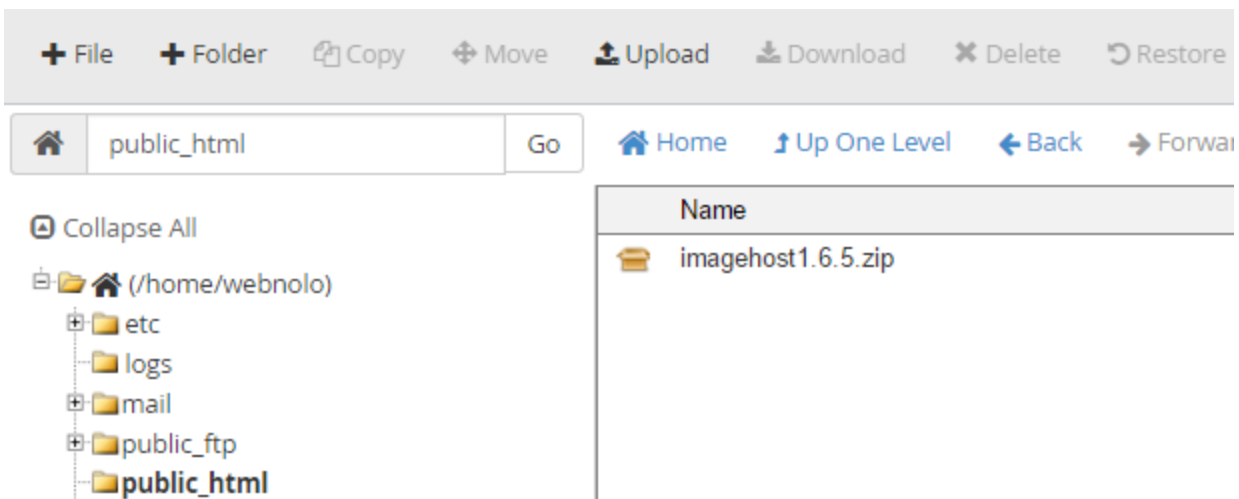 File Folder Copy Move Upload Download Delete Restore
public_html Go Home Up One Level Back Forwar
Collapse All
Name
imagehost1.6.5.zip
(/home/webnolo)
etc
logs
mail
public_ftp
public_html